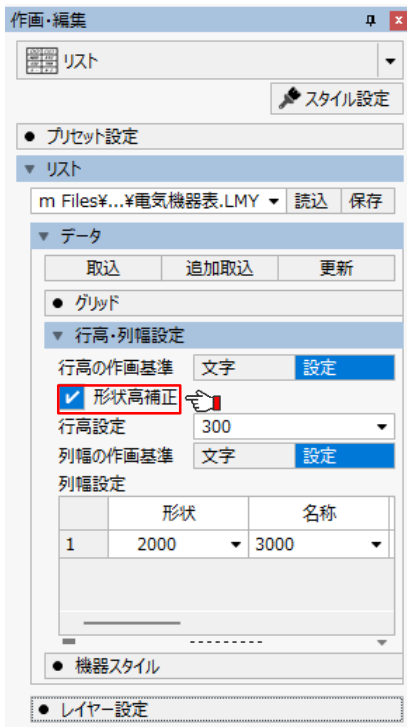 作画・編集
リスト
スタイル設定
プリセット設定
リスト
m Files¥...¥電気機器表.LMY 読込 保存
データ
取込 追加取込 更新
グリッド
行高・列幅設定
行高の作画基準 文字 設定
形状高補正
行高設定 300
列幅の作画基準 文字 設定
列幅設定
形状 名称
1 2000 3000
機器スタイル
レイヤー設定